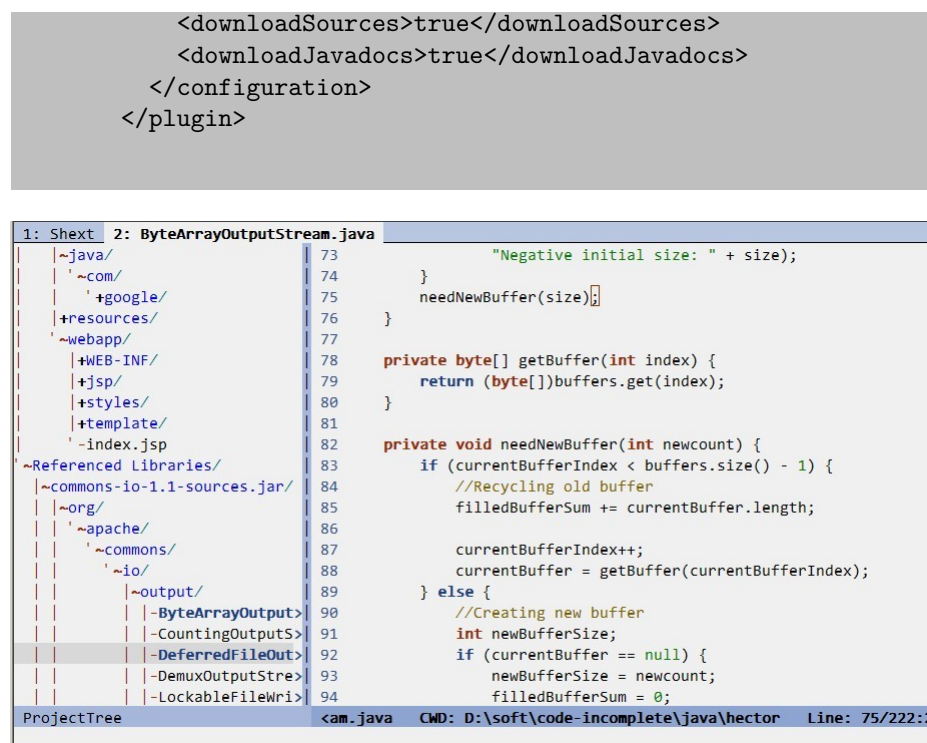 <downloadSources>true</downloadSources>
<downloadJavadocs>true</downloadJavadocs>
</configuration>
</plugin>
1: Shext 2: ByteArrayOutputStream.java
| |~java/ | 73 "Negative initial size: " + size);
| | '~com/ | 74 }
| | '+google/ | 75 needNewBuffer(size);
| |+resources/ | 76 }
| '~webapp/ | 77
| |+WEB-INF/ | 78 private byte[] getBuffer(int index) {
| |+jsp/ | 79 return (byte[])buffers.get(index);
| |+styles/ | 80 }
| |+template/ | 81
| '-index.jsp | 82 private void needNewBuffer(int newcount) {
'~Referenced Libraries/ | 83 if (currentBufferIndex < buffers.size() - 1) {
|~commons-io-1.1-sources.jar/ | 84 //Recycling old buffer
| |~org/ | 85 filledBufferSum += currentBuffer.length;
| | '~apache/ | 86
| | '~commons/ | 87 currentBufferIndex++;
| | '~io/ | 88 currentBuffer = getBuffer(currentBufferIndex);
| | |~output/ | 89 } else {
| | | |-ByteArrayOutput>| 90 //Creating new buffer
| | | |-CountingOutputS>| 91 int newBufferSize;
| | | |-DeferredFileOut>| 92 if (currentBuffer == null) {
| | | |-DemuxOutputStre>| 93 newBufferSize = newcount;
| | | |-LockableFileWri>| 94 filledBufferSum = 0;
ProjectTree <am.java CWD: D:\soft\code-incomplete\java\hector Line: 75/222: